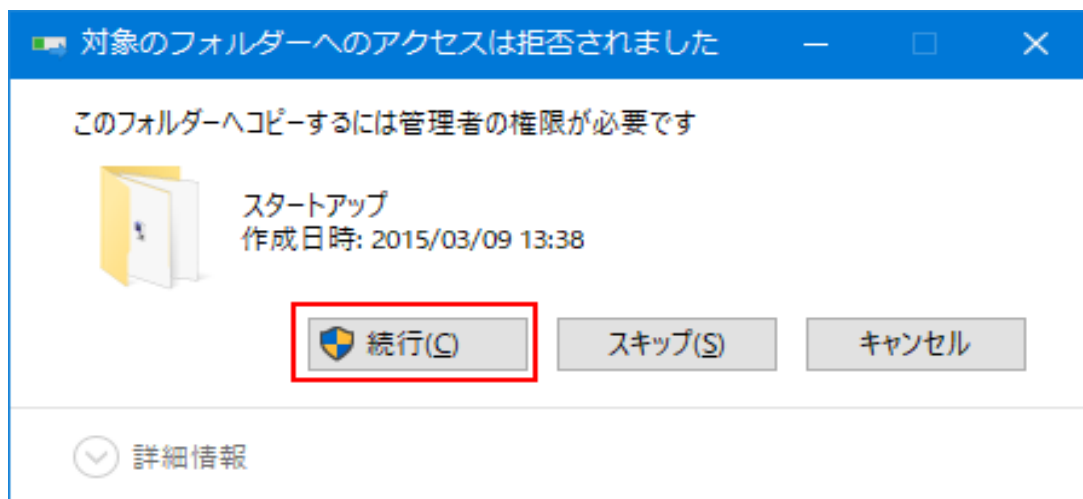 対象のフォルダーへのアクセスは拒否されました
このフォルダーへコピーするには管理者の権限が必要です
スタートアップ
作成日時: 2015/03/09 13:38
続行(C) スキップ(S) キャンセル
詳細情報